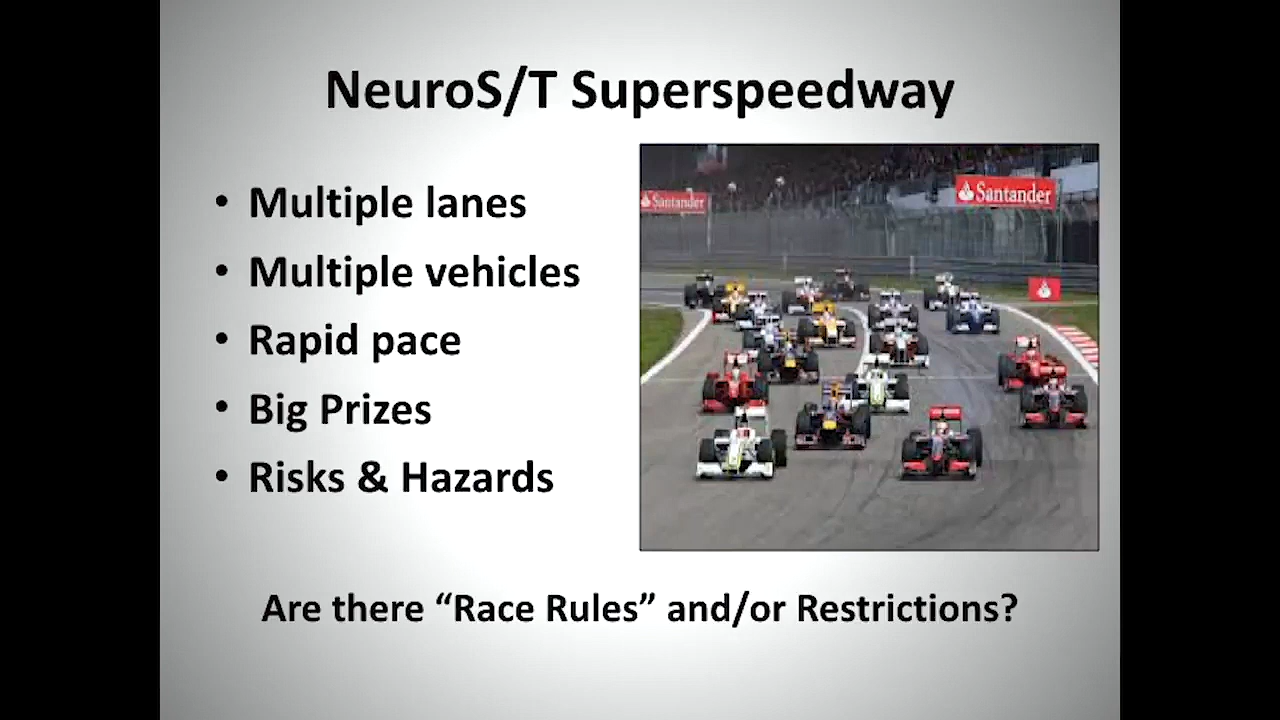 NeuroS/T Superspeedway
• Multiple lanes
• Multiple vehicles
• Rapid pace
• Big Prizes
• Risks & Hazards
Santander
Santander
Are there “Race Rules” and/or Restrictions?